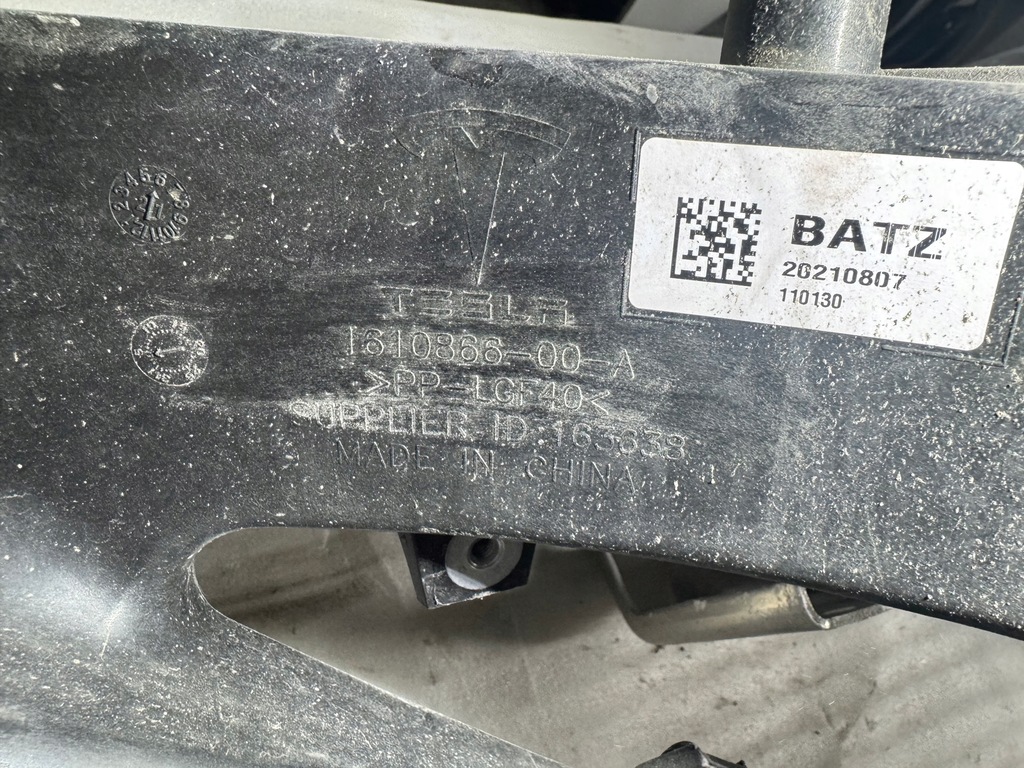 BATZ
20210807
110130
TESLA
1610866-00-A
>PP-LGF40<
SUPPLIER ID:163638
MADE IN CHINA